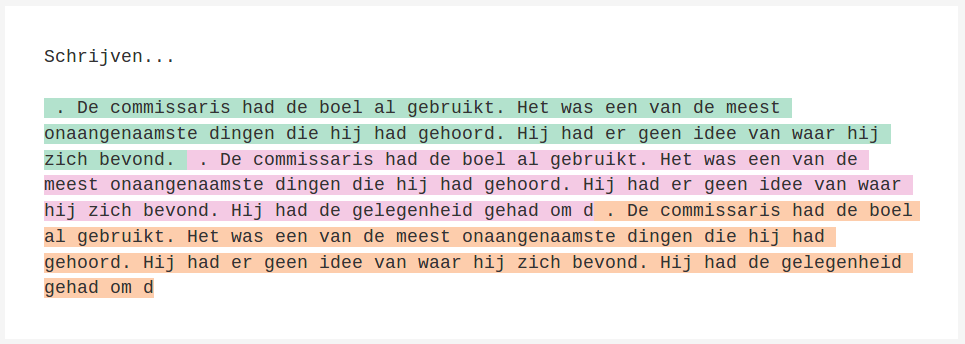 Schrijven...
. De commissaris had de boel al gebruikt. Het was een van de meest
onaangenaamste dingen die hij had gehoord. Hij had er geen idee van waar hij
zich bevond. . De commissaris had de boel al gebruikt. Het was een van de
meest onaangenaamste dingen die hij had gehoord. Hij had er geen idee van waar
hij zich bevond. Hij had de gelegenheid gehad om d . De commissaris had de boel
al gebruikt. Het was een van de meest onaangenaamste dingen die hij had
gehoord. Hij had er geen idee van waar hij zich bevond. Hij had de gelegenheid
gehad om d